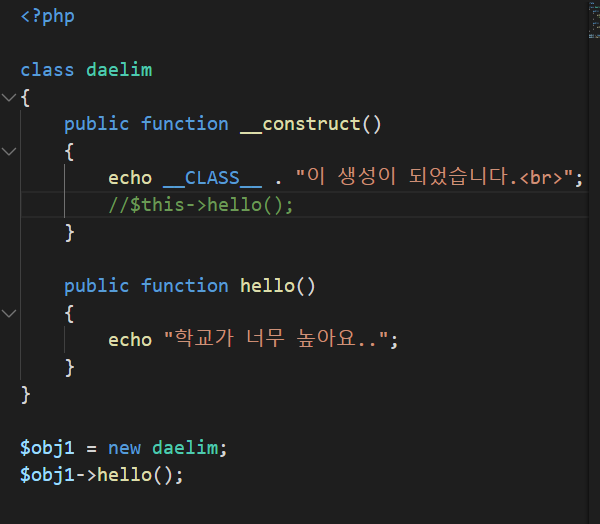 <?php
class daelim
{
    public function __construct()
    {
        echo __CLASS__ . "이 생성이 되었습니다.<br>";
        //$this->hello();
    }
    public function hello()
    {
        echo "학교가 너무 높아요..";
    }
}
$obj1 = new daelim;
$obj1->hello();